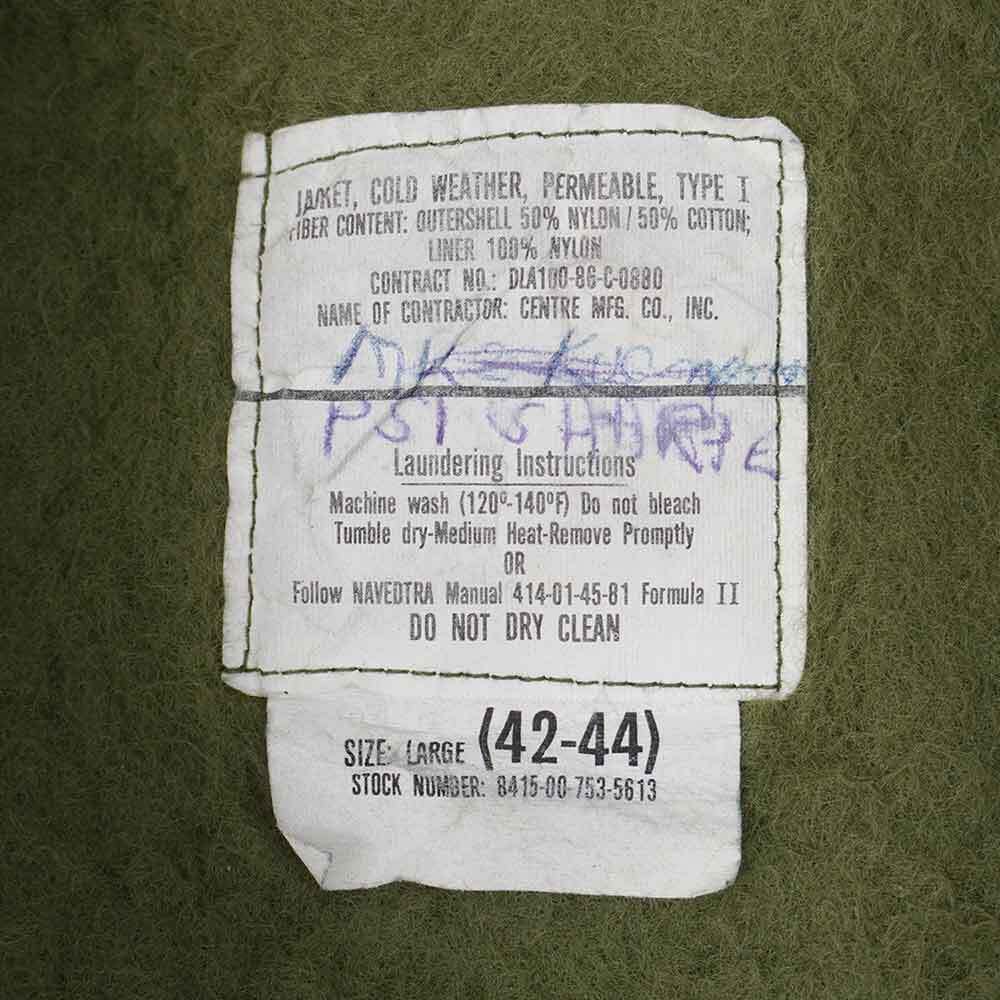 JACKET, COLD WEATHER, PERMEABLE, TYPE I
FIBER CONTENT: OUTERSHELL 50% NYLON / 50% COTTON;
LINER 100% NYLON
CONTRACT NO.: DLA100-86-C-0880
NAME OF CONTRACTOR: CENTRE MFG. CO., INC.
Laundering Instructions
Machine wash (120º-140ºF) Do not bleach
Tumble dry-Medium Heat-Remove Promptly
OR
Follow NAVEDTRA Manual 414-01-45-81 Formula II
DO NOT DRY CLEAN
SIZE: LARGE (42-44)
STOCK NUMBER: 8415-00-753-5613